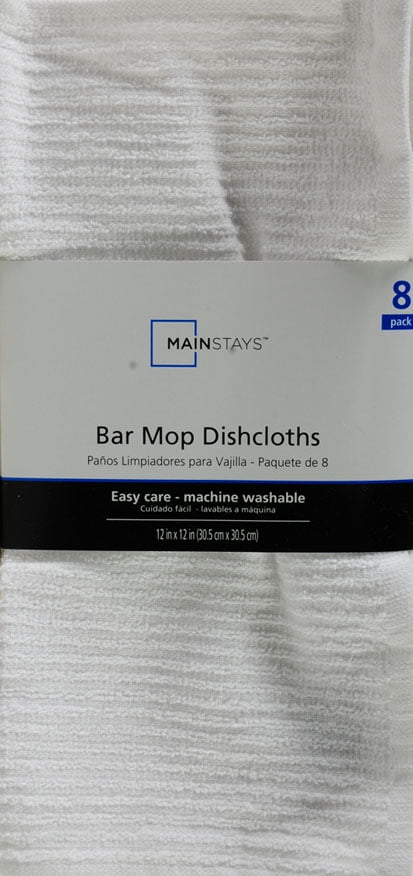 8
pack
MAINSTAYS™
Bar Mop Dishcloths
Paños Limpiadores para Vajilla - Paquete de 8
Easy care - machine washable
Cuidado fácil - lavables a máquina
12 in x 12 in (30.5 cm x 30.5 cm)